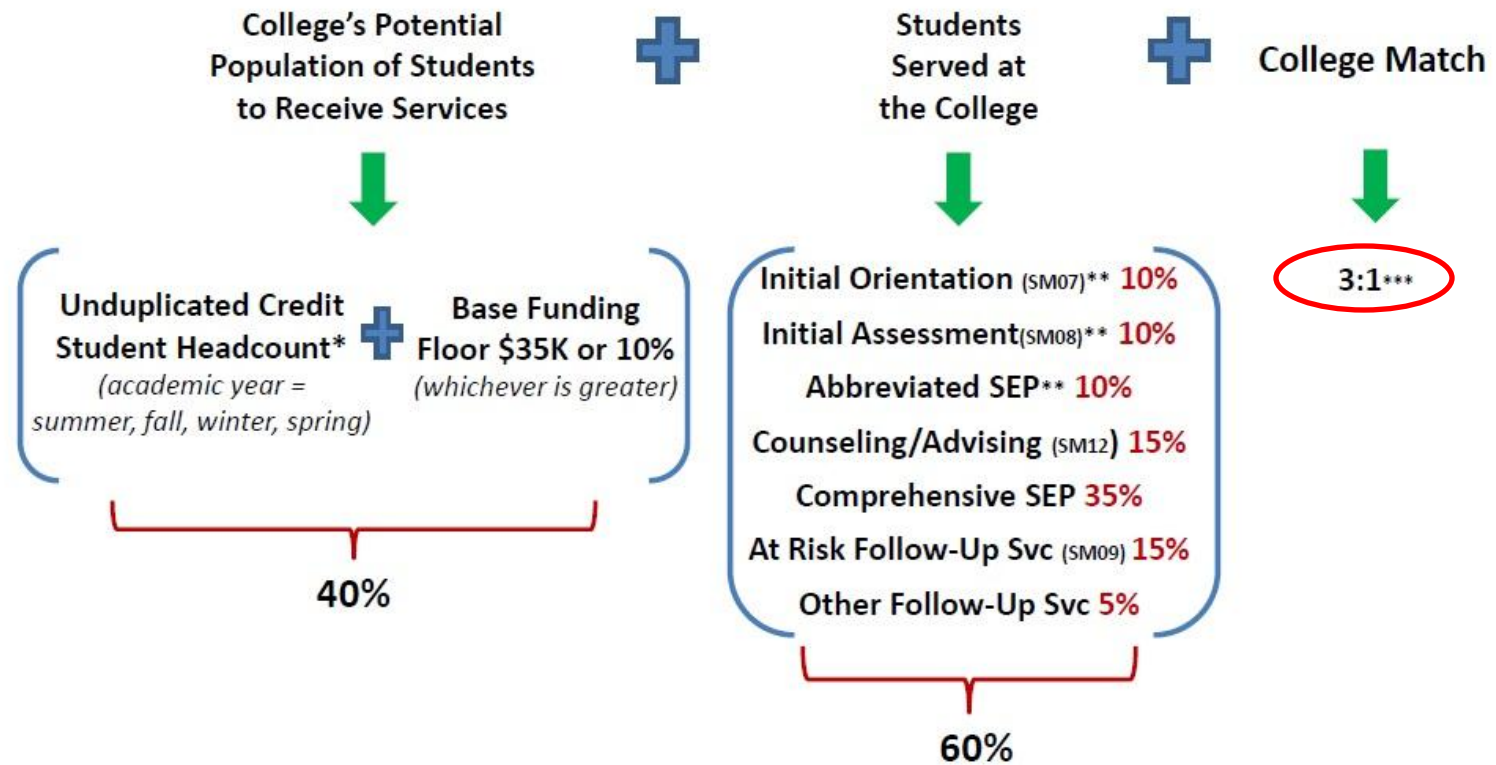 College’s Potential
Population of Students
to Receive Services
Students
Served at
the College
College Match
Unduplicated Credit
Student Headcount*
(academic year =
summer, fall, winter, spring)
Base Funding
Floor $35K or 10%
(whichever is greater)
40%
Initial Orientation (SM07)** 10%
Initial Assessment(SM08)** 10%
Abbreviated SEP** 10%
Counseling/Advising (SM12) 15%
Comprehensive SEP 35%
At Risk Follow-Up Svc (SM09) 15%
Other Follow-Up Svc 5%
60%
3:1***